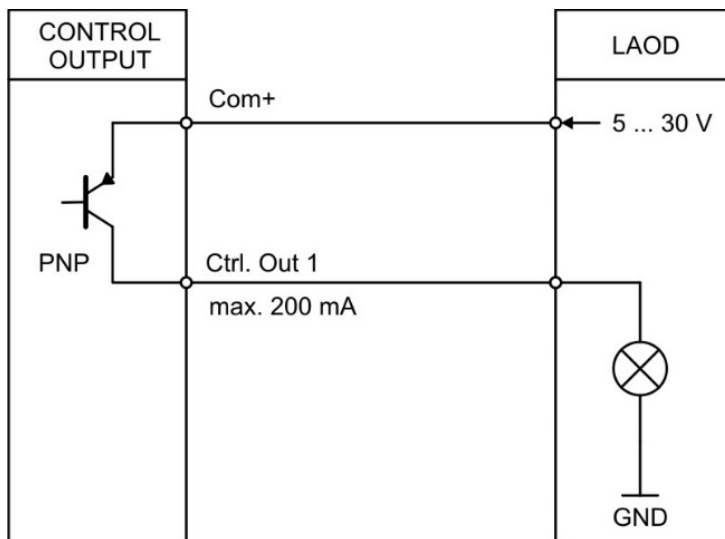 CONTROL
OUTPUT
LAOD
Com+
5 ... 30 V
PNP
Ctrl. Out 1
max. 200 mA
GND